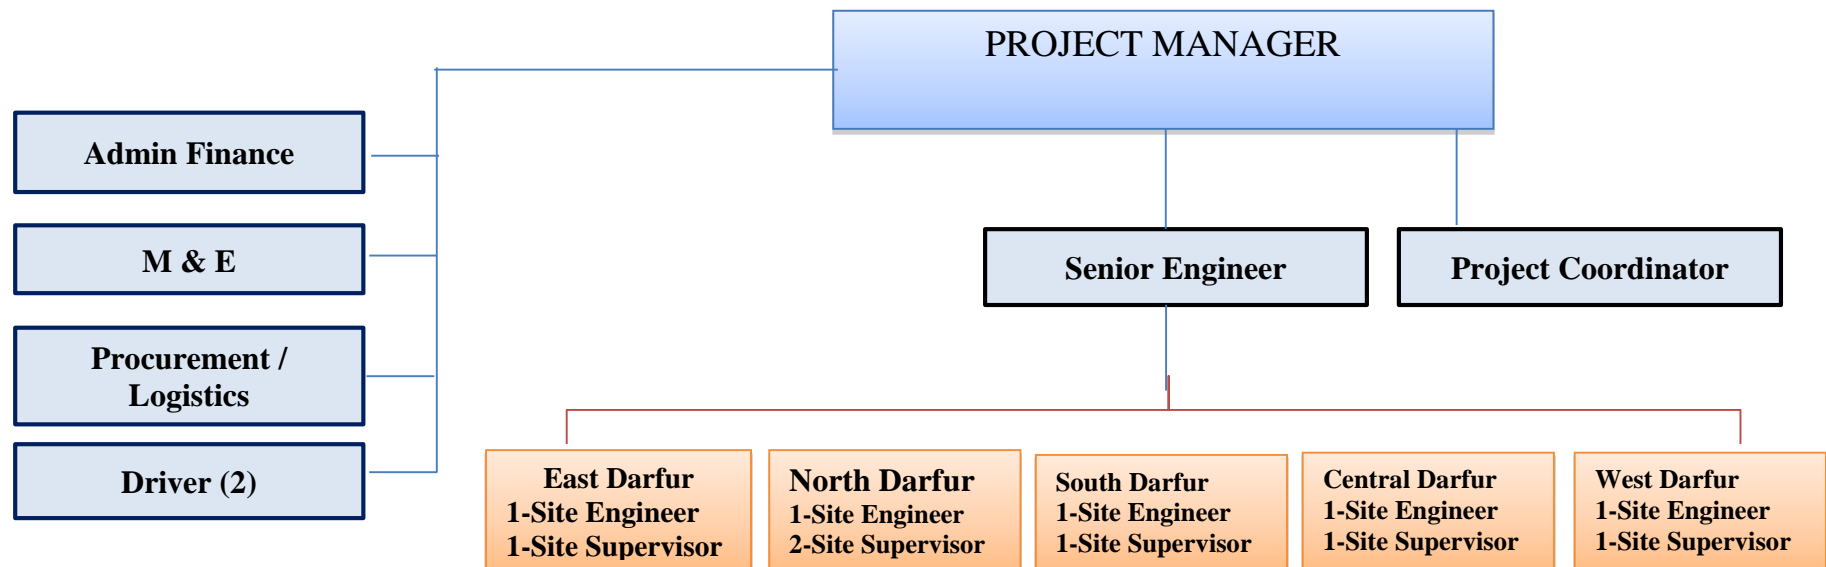 PROJECT MANAGER
Admin Finance
M & E
Procurement /
Logistics
Driver (2)
Senior Engineer
Project Coordinator
East Darfur
1-Site Engineer
1-Site Supervisor
North Darfur
1-Site Engineer
2-Site Supervisor
South Darfur
1-Site Engineer
1-Site Supervisor
Central Darfur
1-Site Engineer
1-Site Supervisor
West Darfur
1-Site Engineer
1-Site Supervisor